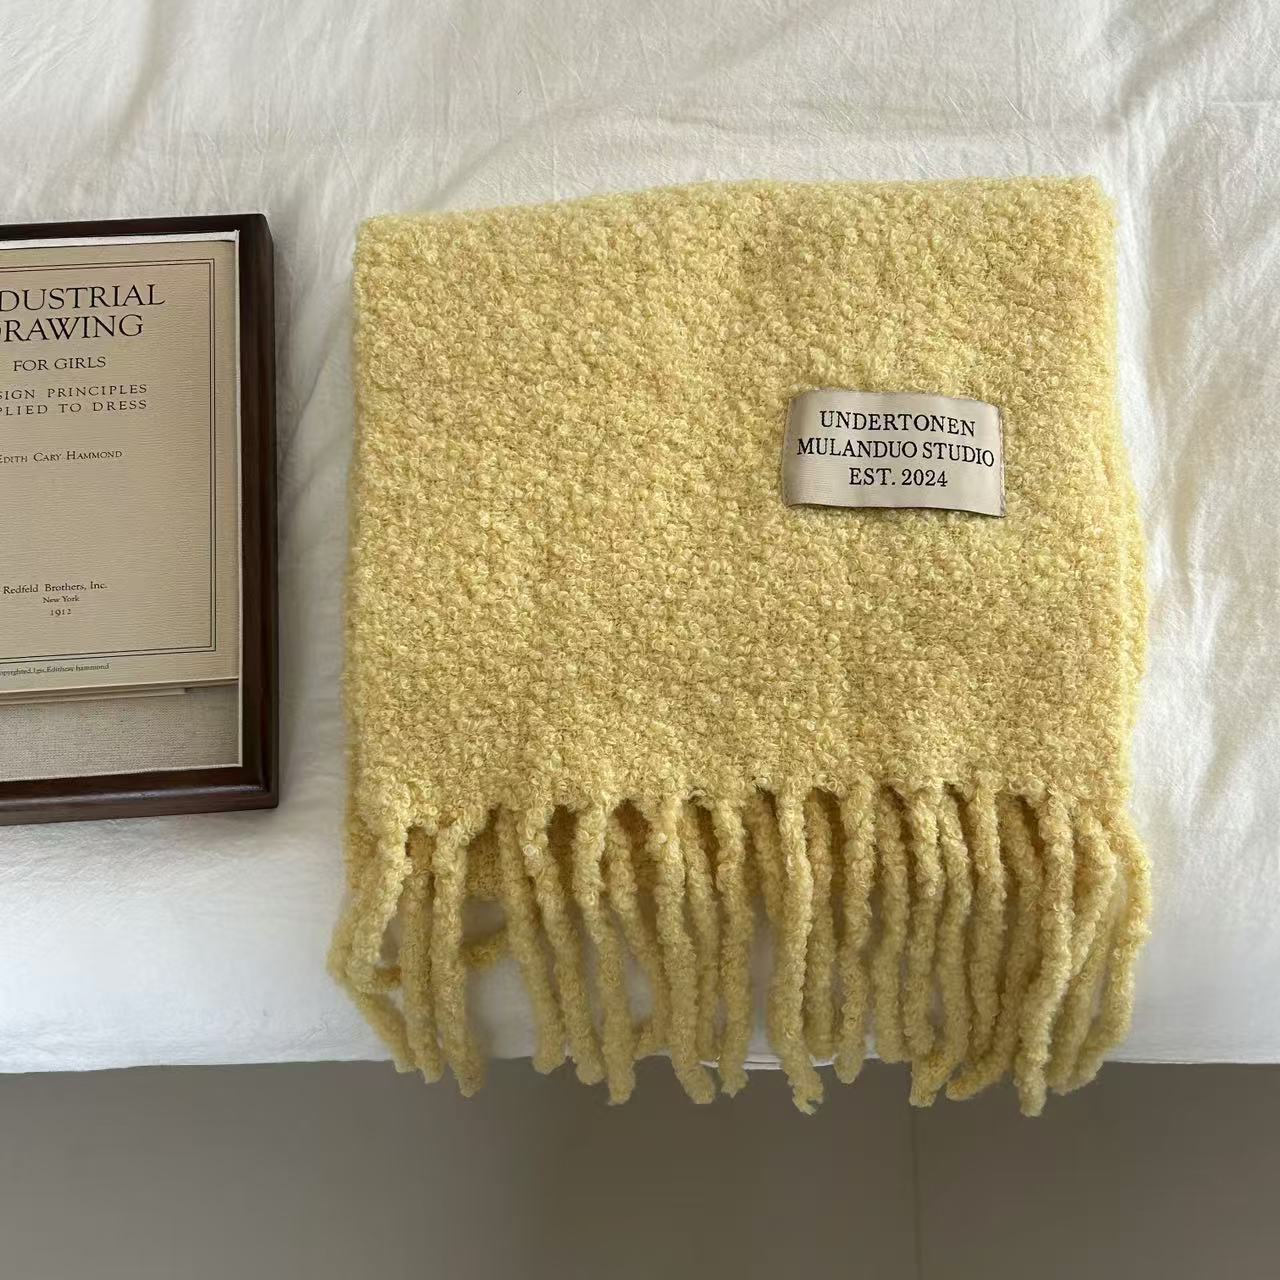 DUSTRIAL
RAWING
FOR GIRLS
SIGN PRINCIPLES
PLIED TO DRESS
EDITH CARY HAMMOND
Redfeld Brothers, Inc.
New York
1912
UNDERTONEN
MULANDUO STUDIO
EST. 2024